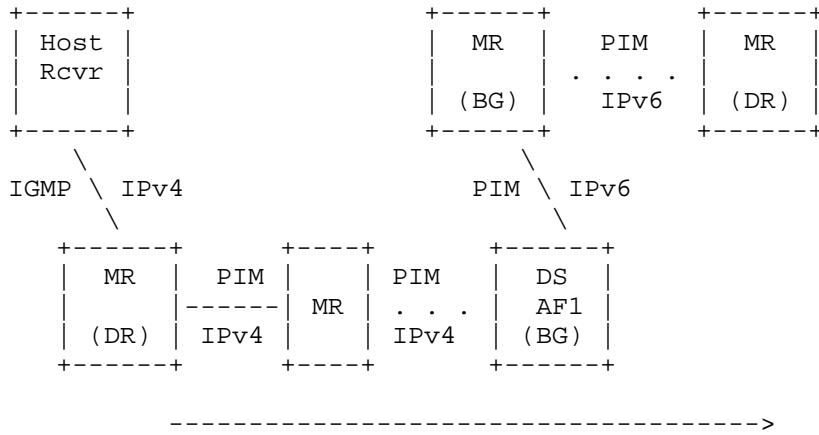 Host MR PIM MR
Rcvr . . . .
(BG) IPv6 (DR)
IGMP IPv4 PIM IPv6
MR PIM PIM DS
MR . . . AF1
(DR) IPv4 IPv4 (BG)